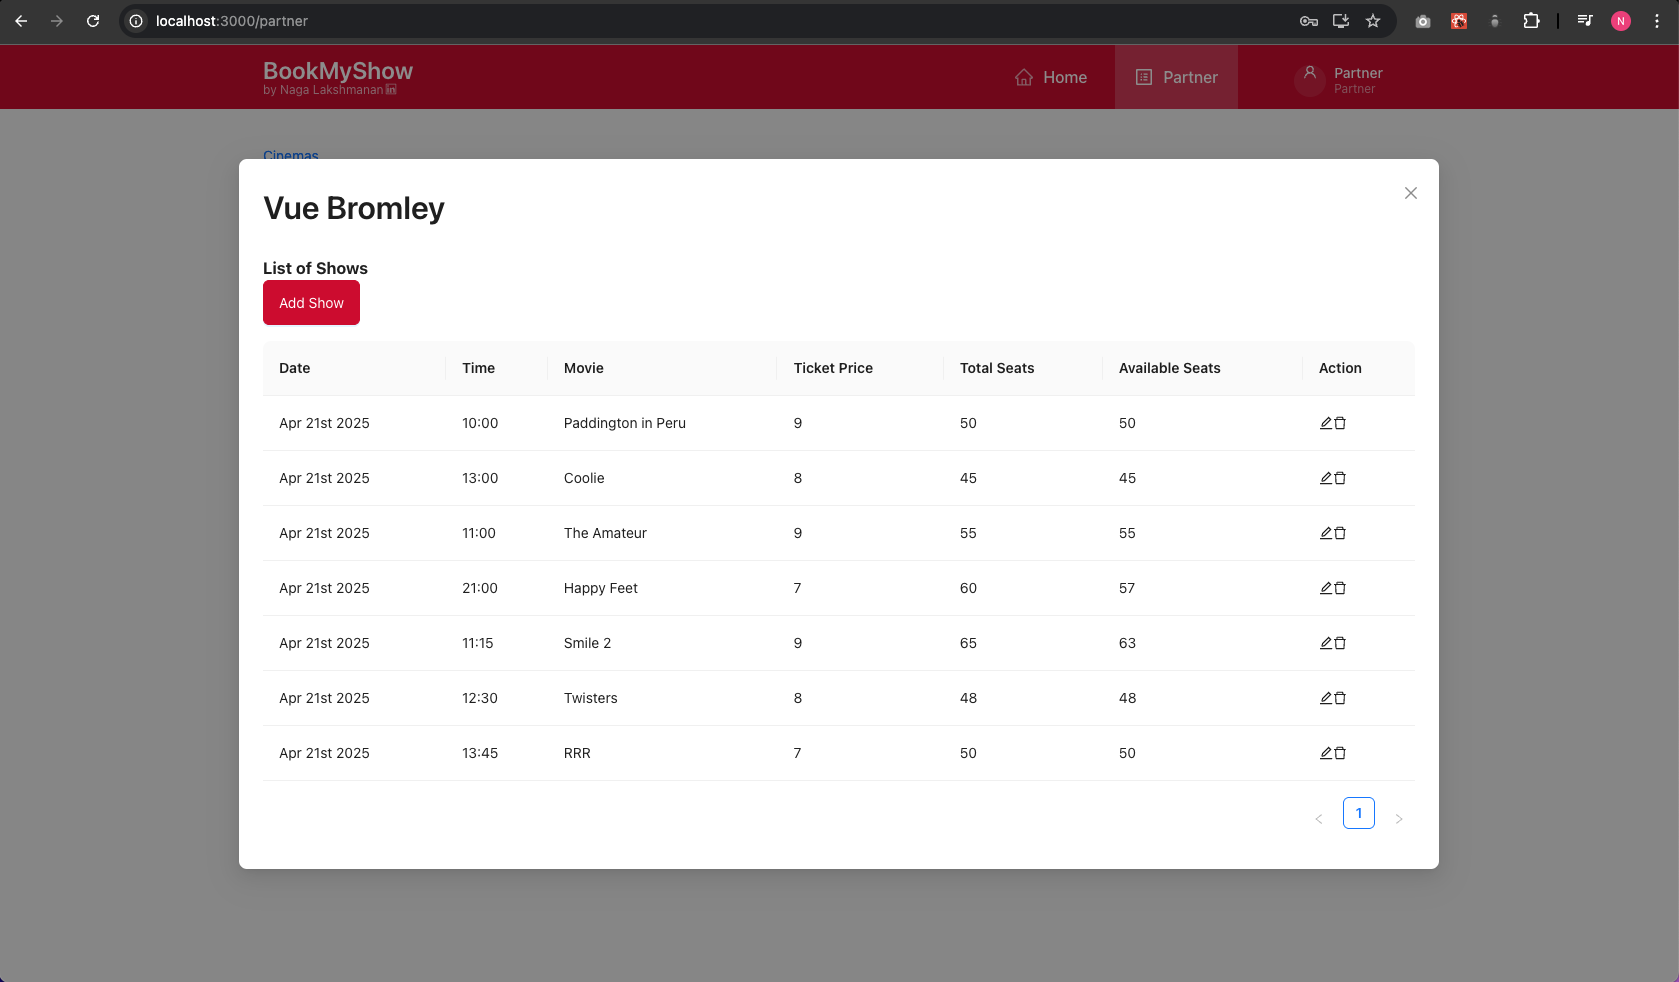 localhost:3000/partner
N
BookMyShow
by Naga Lakshmanan in
Home
Partner
Partner
Partner
Cinemas
Vue Bromley
List of Shows
Add Show
Date Time Movie Ticket Price Total Seats Available Seats Action
Apr 21st 2025 10:00 Paddington in Peru 9 50 50
Apr 21st 2025 13:00 Coolie 8 45 45
Apr 21st 2025 11:00 The Amateur 9 55 55
Apr 21st 2025 21:00 Happy Feet 7 60 57
Apr 21st 2025 11:15 Smile 2 9 65 63
Apr 21st 2025 12:30 Twisters 8 48 48
Apr 21st 2025 13:45 RRR 7 50 50
1